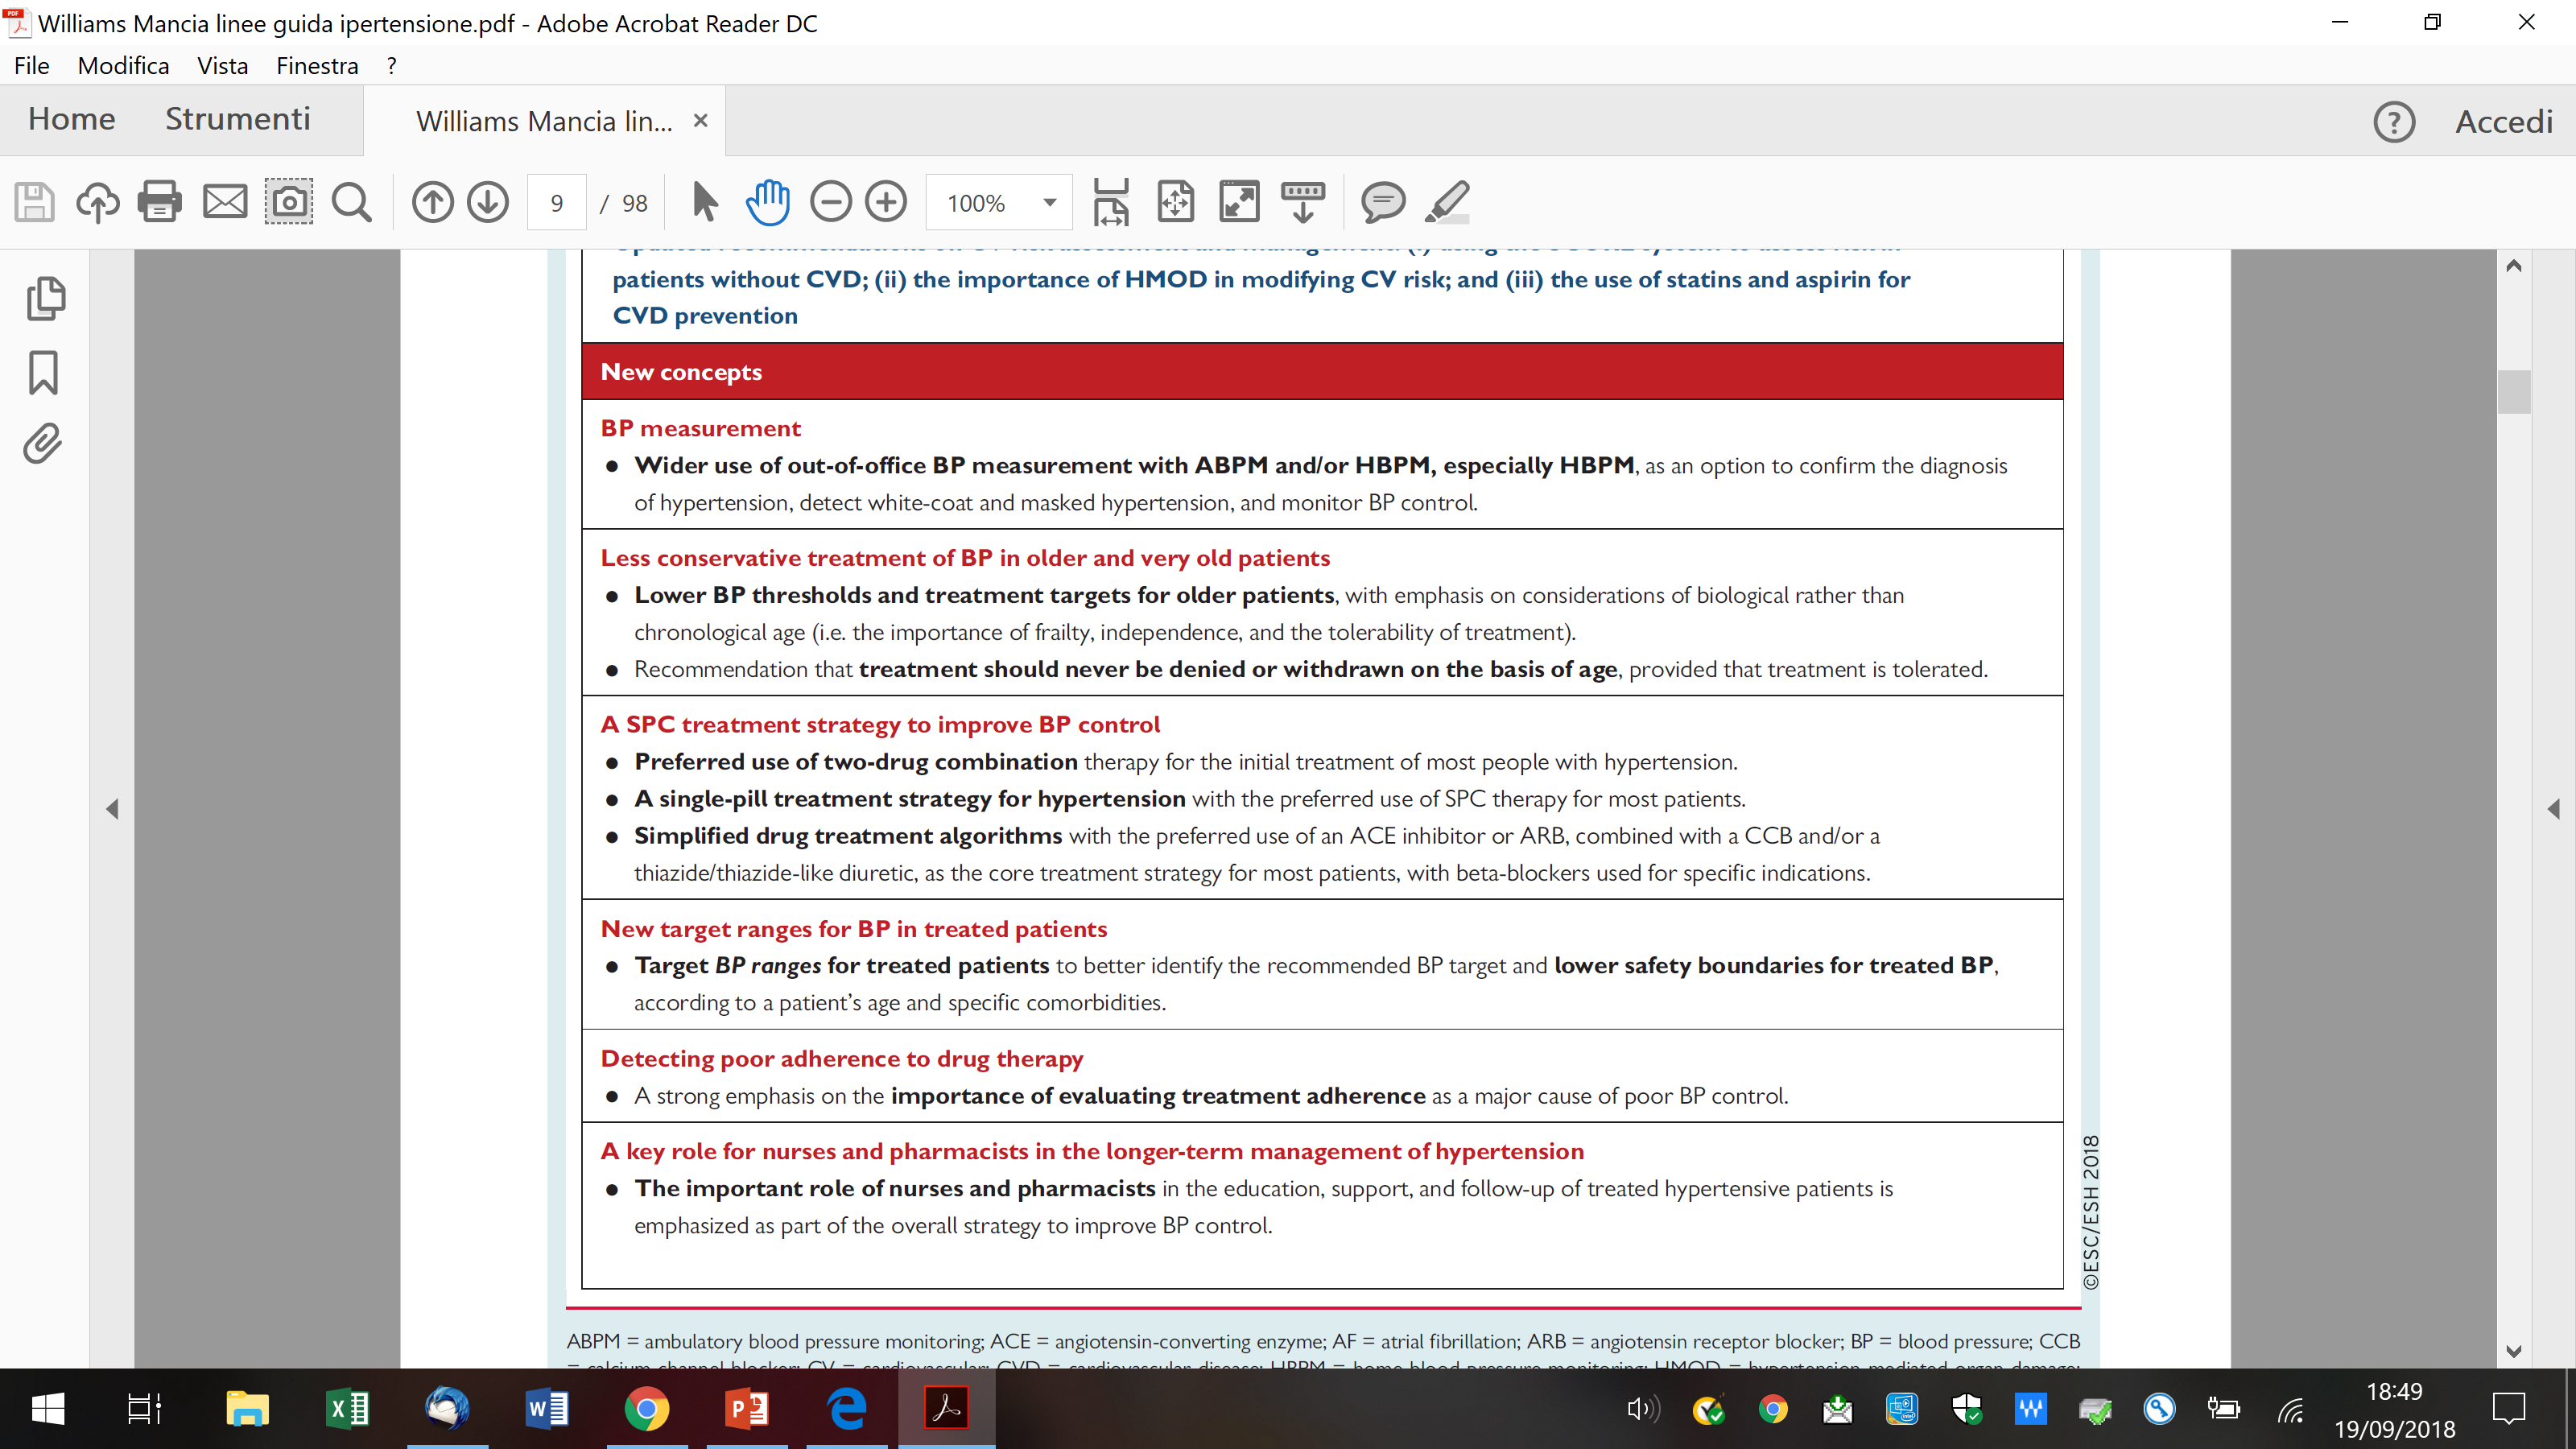 Williams Mancia linee guida ipertensione.pdf - Adobe Acrobat Reader DC
File Modifica Vista Finestra ?
Home Strumenti Williams Mancia lin... × ? Accedi
9 / 98 100%
patients without CVD; (ii) the importance of HMOD in modifying CV risk; and (iii) the use of statins and aspirin for
CVD prevention
New concepts
BP measurement
● Wider use of out-of-office BP measurement with ABPM and/or HBPM, especially HBPM, as an option to confirm the diagnosis
of hypertension, detect white-coat and masked hypertension, and monitor BP control.
Less conservative treatment of BP in older and very old patients
● Lower BP thresholds and treatment targets for older patients, with emphasis on considerations of biological rather than
chronological age (i.e. the importance of frailty, independence, and the tolerability of treatment).
● Recommendation that treatment should never be denied or withdrawn on the basis of age, provided that treatment is tolerated.
A SPC treatment strategy to improve BP control
● Preferred use of two-drug combination therapy for the initial treatment of most people with hypertension.
● A single-pill treatment strategy for hypertension with the preferred use of SPC therapy for most patients.
● Simplified drug treatment algorithms with the preferred use of an ACE inhibitor or ARB, combined with a CCB and/or a
thiazide/thiazide-like diuretic, as the core treatment strategy for most patients, with beta-blockers used for specific indications.
New target ranges for BP in treated patients
● Target BP ranges for treated patients to better identify the recommended BP target and lower safety boundaries for treated BP,
according to a patient's age and specific comorbidities.
Detecting poor adherence to drug therapy
● A strong emphasis on the importance of evaluating treatment adherence as a major cause of poor BP control.
A key role for nurses and pharmacists in the longer-term management of hypertension
● The important role of nurses and pharmacists in the education, support, and follow-up of treated hypertensive patients is
emphasized as part of the overall strategy to improve BP control.
©ESC/ESH 2018
ABPM = ambulatory blood pressure monitoring; ACE = angiotensin-converting enzyme; AF = atrial fibrillation; ARB = angiotensin receptor blocker; BP = blood pressure; CCB
= calcium channel blocker; CV = cardiovascular; CVD = cardiovascular disease; HBPM = home blood pressure monitoring; HMOD = hypertension-mediated organ damage;
18:49
19/09/2018